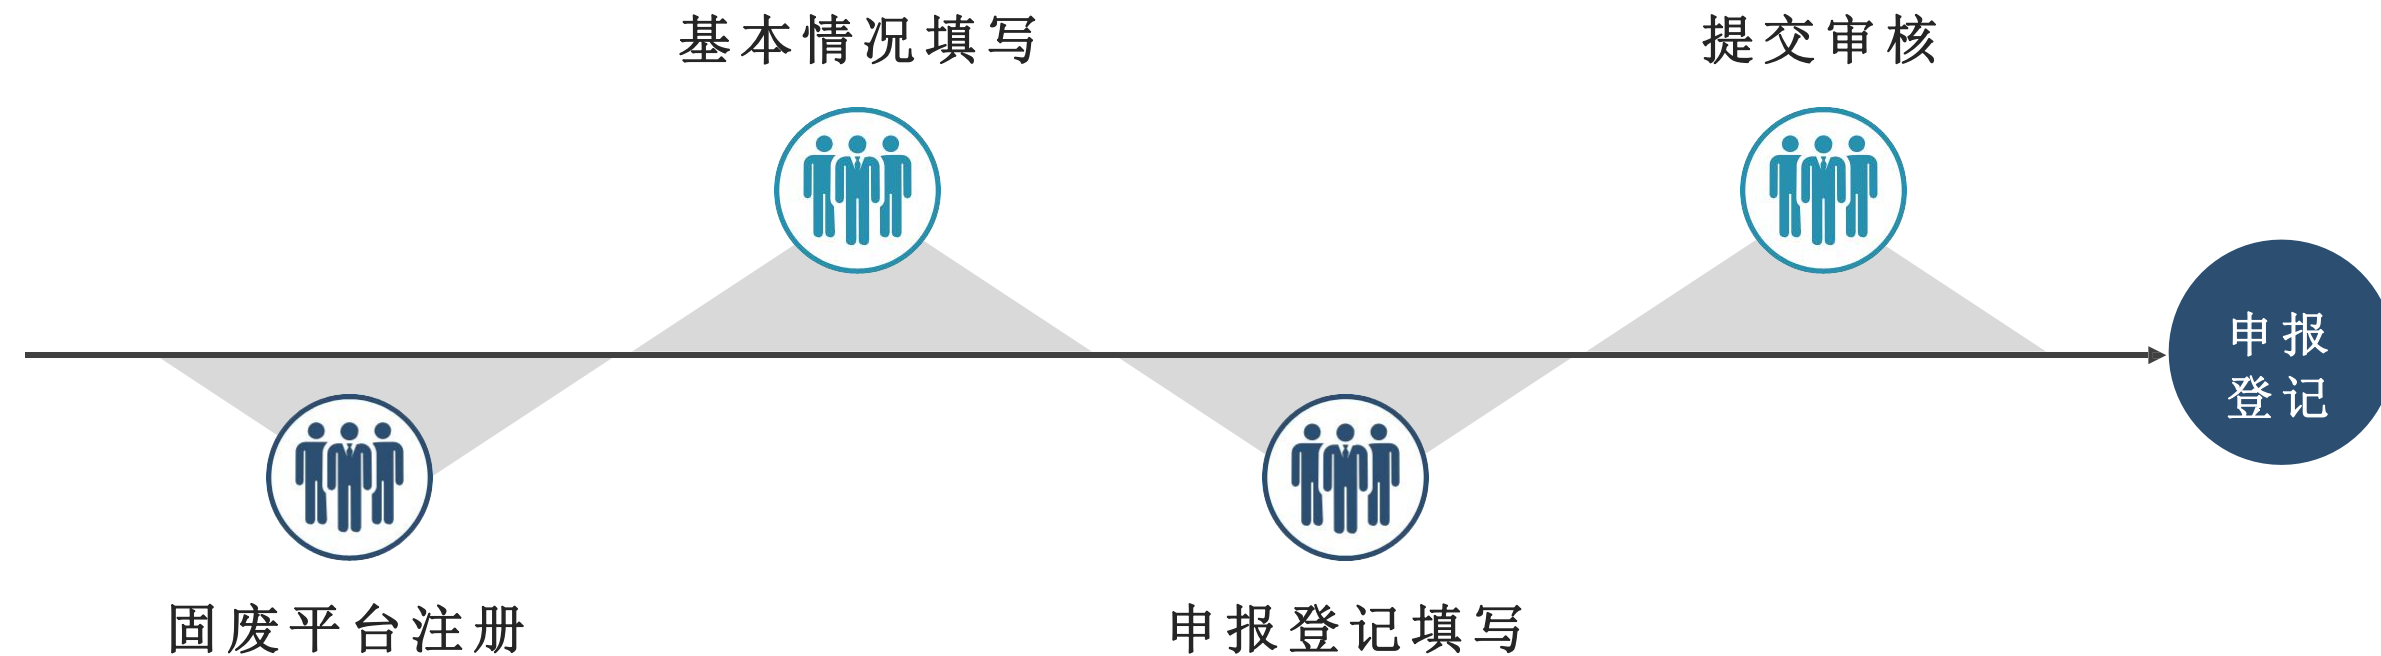 基本情况填写
提交审核
申报
登记
固废平台注册
申报登记填写